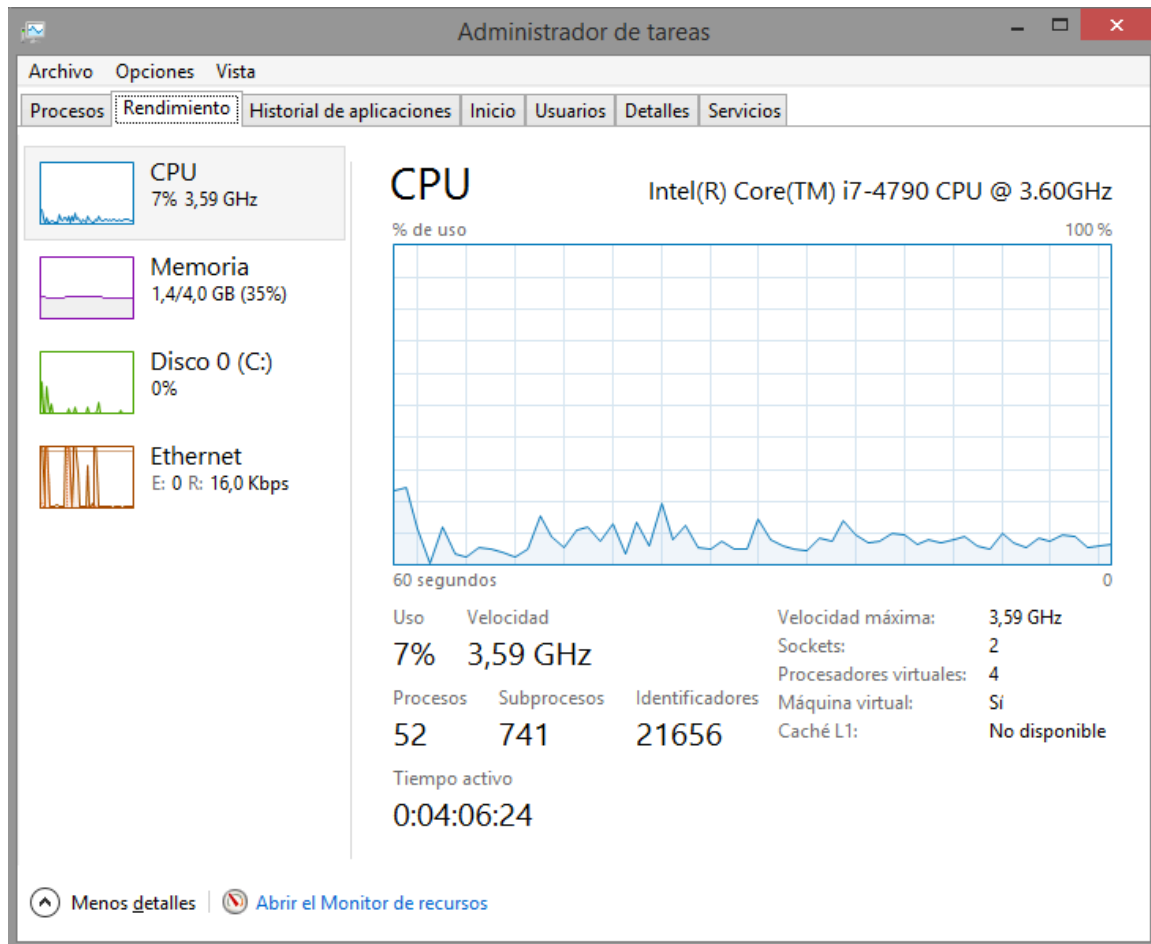 Administrador de tareas
Archivo Opciones Vista
Procesos Rendimiento Historial de aplicaciones Inicio Usuarios Detalles Servicios
CPU
7% 3,59 GHz
Memoria
1,4/4,0 GB (35%)
Disco 0 (C:)
0%
Ethernet
E: 0 R: 16,0 Kbps
CPU Intel(R) Core(TM) i7-4790 CPU @ 3.60GHz
% de uso 100 %
60 segundos 0
Uso Velocidad
7% 3,59 GHz
Procesos Subprocesos Identificadores
52 741 21656
Tiempo activo
0:04:06:24
Velocidad máxima: 3,59 GHz
Sockets: 2
Procesadores virtuales: 4
Máquina virtual: Sí
Caché L1: No disponible
Menos detalles Abrir el Monitor de recursos